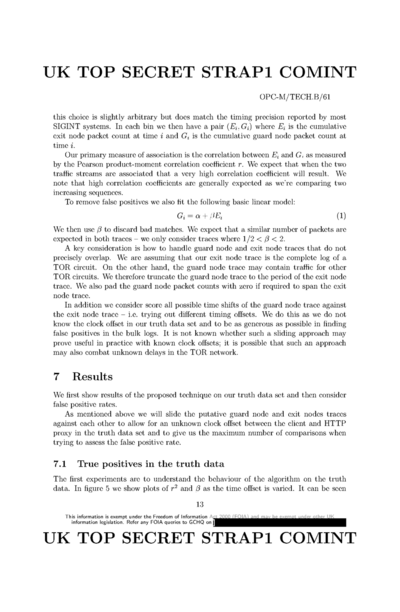 UK TOP SECRET STRAP1 COMINT
OPC-M/TECH.B/61
this choice is slightly arbitrary but does match the timing precision reported by most
SIGINT systems. In each bin we then have a pair (Ei, Gi) where Ei is the cumulative
exit node packet count at time i and Gi is the cumulative guard node packet count at
time i.
Our primary measure of association is the correlation between Ei and Gi as measured
by the Pearson product-moment correlation coefficient r. We expect that when the two
traffic streams are associated that a very high correlation coefficient will result. We
note that high correlation coefficients are generally expected as we're comparing two
increasing sequences.
To remove false positives we also fit the following basic linear model:
Gi = α + βEi (1)
We then use β to discard bad matches. We expect that a similar number of packets are
expected in both traces – we only consider traces where 1/2 < β < 2.
A key consideration is how to handle guard node and exit node traces that do not
precisely overlap. We are assuming that our exit node trace is the complete log of a
TOR circuit. On the other hand, the guard node trace may contain traffic for other
TOR circuits. We therefore truncate the guard node trace to the period of the exit node
trace. We also pad the guard node packet counts with zero if required to span the exit
node trace.
In addition we consider score all possible time shifts of the guard node trace against
the exit node trace – i.e. trying out different timing offsets. We do this as we do not
know the clock offset in our truth data set and to be as generous as possible in finding
false positives in the bulk logs. It is not known whether such a sliding approach may
prove useful in practice with known clock offsets; it is possible that such an approach
may also combat unknown delays in the TOR network.
7 Results
We first show results of the proposed technique on our truth data set and then consider
false positive rates.
As mentioned above we will slide the putative guard node and exit nodes traces
against each other to allow for an unknown clock offset between the client and HTTP
proxy in the truth data set and to give us the maximum number of comparisons when
trying to assess the false positive rate.
7.1 True positives in the truth data
The first experiments are to understand the behaviour of the algorithm on the truth
data. In figure 5 we show plots of r² and β as the time offset is varied. It can be seen
13
This information is exempt under the Freedom of Information Act 2000 (FOIA) and may be exempt under other UK
information legislation. Refer any FOIA queries to GCHQ on
UK TOP SECRET STRAP1 COMINT